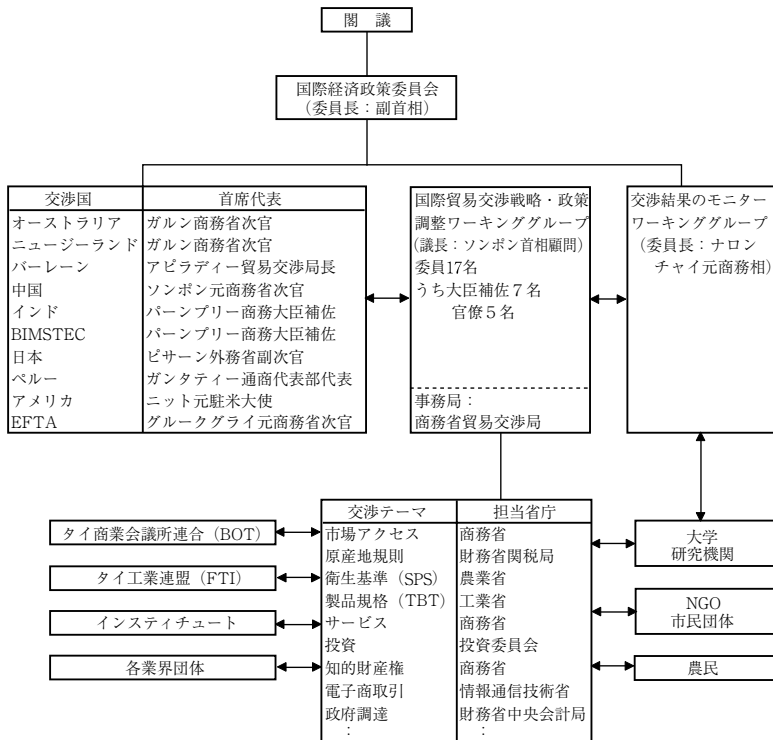 閣　議
国際経済政策委員会
（委員長：副首相）
交渉国　首席代表
オーストラリア　ガルン商務省次官
ニュージーランド　ガルン商務省次官
バーレーン　アピラディー貿易交渉局長
中国　ソンポン元商務省次官
インド　パーンプリー商務大臣補佐
BIMSTEC　パーンプリー商務大臣補佐
日本　ピサーン外務省副次官
ペルー　ガンタティー通商代表部代表
アメリカ　ニット元駐米大使
EFTA　グルークグライ元商務省次官
国際貿易交渉戦略・政策
調整ワーキンググループ
（議長：ソンポン首相顧問）
委員17名
うち大臣補佐７名
官僚５名
事務局：
商務省貿易交渉局
交渉結果のモニター
ワーキンググループ
（委員長：ナロン
チャイ元商務相）
タイ商業会議所連合（BOT）
タイ工業連盟（FTI）
インスティチュート
各業界団体
交渉テーマ　担当省庁
市場アクセス　商務省
原産地規則　財務省関税局
衛生基準（SPS）　農業省
製品規格（TBT）　工業省
サービス　商務省
投資　投資委員会
知的財産権　商務省
電子商取引　情報通信技術省
政府調達　財務省中央会計局
：　：
大学
研究機関
NGO
市民団体
農民